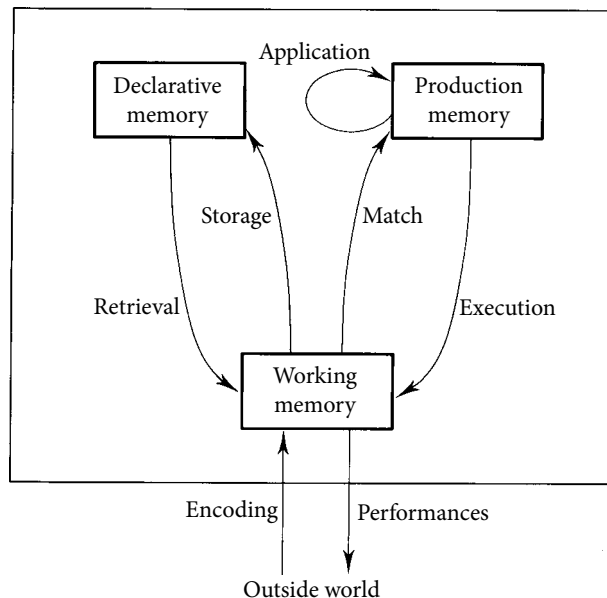 Application
Declarative
memory
Production
memory
Storage
Match
Retrieval
Execution
Working
memory
Encoding
Performances
Outside world